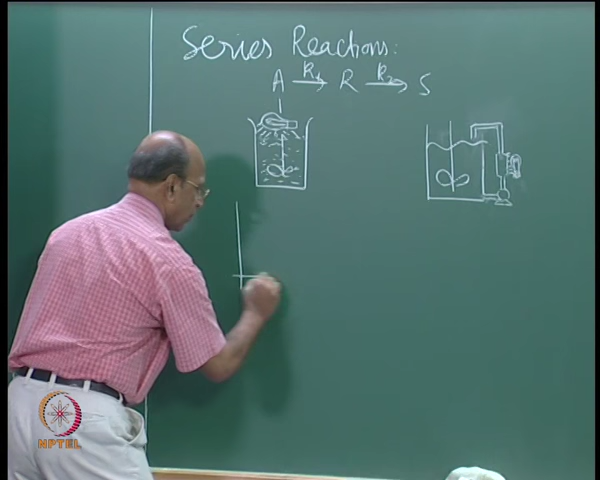 Series Reactions:
A k₁→ R k₂→ S
NPTEL